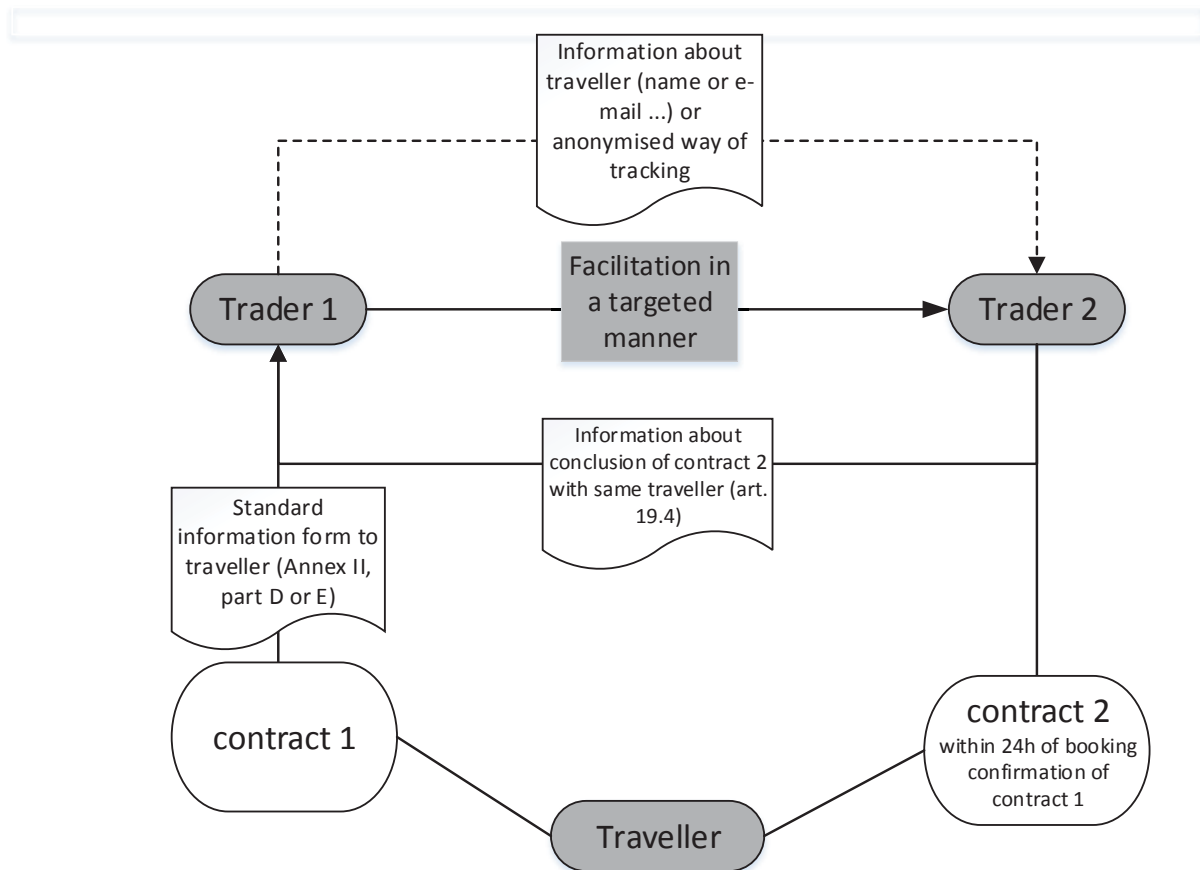 Information about
traveller (name or e-
mail ...) or
anonymised way of
tracking
Trader 1
Facilitation in
a targeted
manner
Trader 2
Information about
conclusion of contract 2
with same traveller (art.
19.4)
Standard
information form to
traveller (Annex II,
part D or E)
contract 1
contract 2
within 24h of booking
confirmation of
contract 1
Traveller